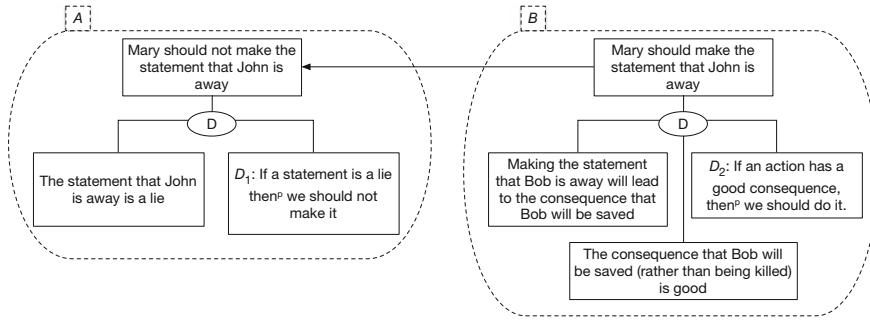 A
Mary should not make the
statement that John is
away
D
The statement that John
is away is a lie
D₁: If a statement is a lie
thenᵖ we should not
make it
B
Mary should make the
statement that John is
away
D
Making the statement
that Bob is away will lead
to the consequence that
Bob will be saved
D₂: If an action has a
good consequence,
thenᵖ we should do it.
The consequence that Bob will
be saved (rather than being killed)
is good